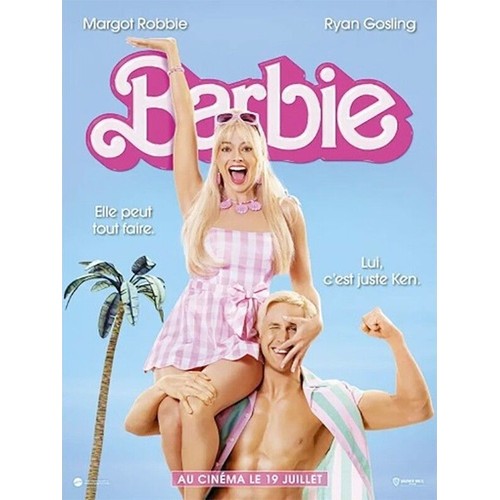 Margot Robbie
Ryan Gosling
Barbie
Elle peut
tout faire.
Lui,
c'est juste Ken.
AU CINÉMA LE 19 JUILLET